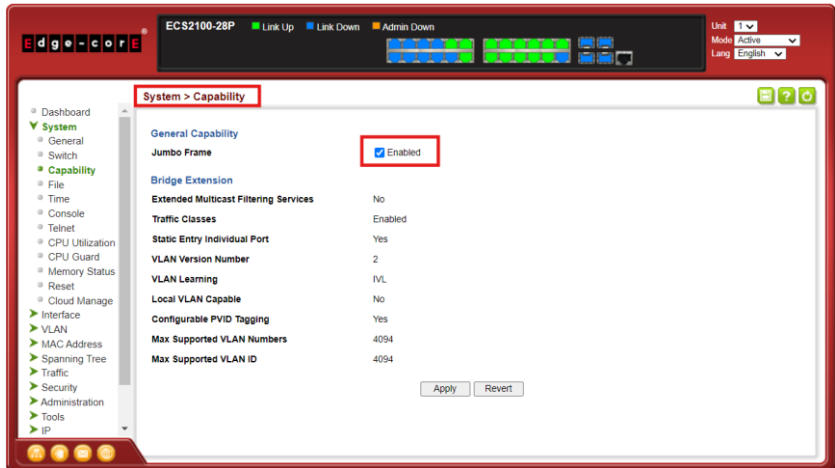 Edge-corE
ECS2100-28P Link Up Link Down Admin Down
Unit 1
Mode Active
Lang English
System > Capability
Dashboard
System
General
Switch
Capability
File
Time
Console
Telnet
CPU Utilization
CPU Guard
Memory Status
Reset
Cloud Manage
Interface
VLAN
MAC Address
Spanning Tree
Traffic
Security
Administration
Tools
IP
General Capability
Jumbo Frame Enabled
Bridge Extension
Extended Multicast Filtering Services No
Traffic Classes Enabled
Static Entry Individual Port Yes
VLAN Version Number 2
VLAN Learning IVL
Local VLAN Capable No
Configurable PVID Tagging Yes
Max Supported VLAN Numbers 4094
Max Supported VLAN ID 4094
Apply Revert